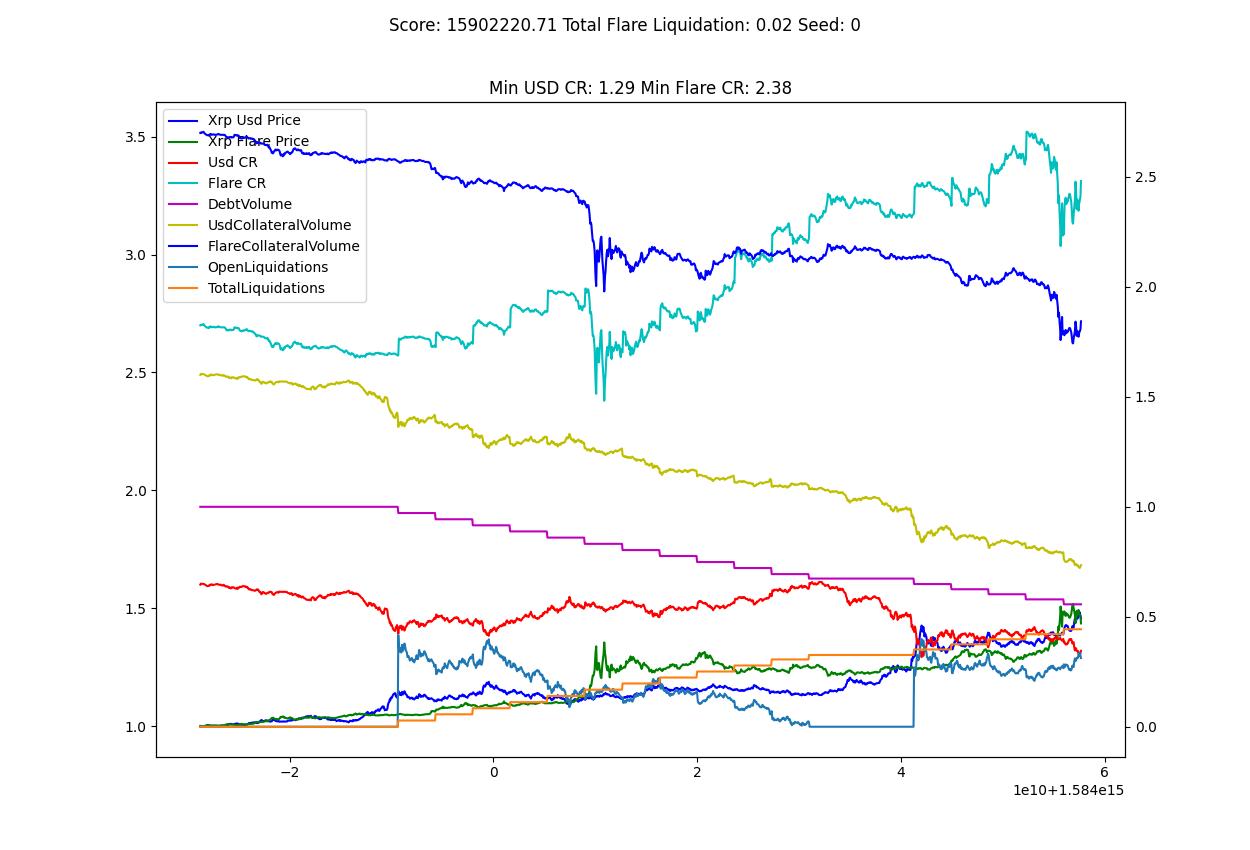 Score: 15902220.71 Total Flare Liquidation: 0.02 Seed: 0
Min USD CR: 1.29 Min Flare CR: 2.38
Xrp Usd Price
Xrp Flare Price
Usd CR
Flare CR
DebtVolume
UsdCollateralVolume
FlareCollateralVolume
OpenLiquidations
TotalLiquidations
3.5
3.0
2.5
2.0
1.5
1.0
2.5
2.0
1.5
1.0
0.5
0.0
−2 0 2 4 6
1e10+1.584e15